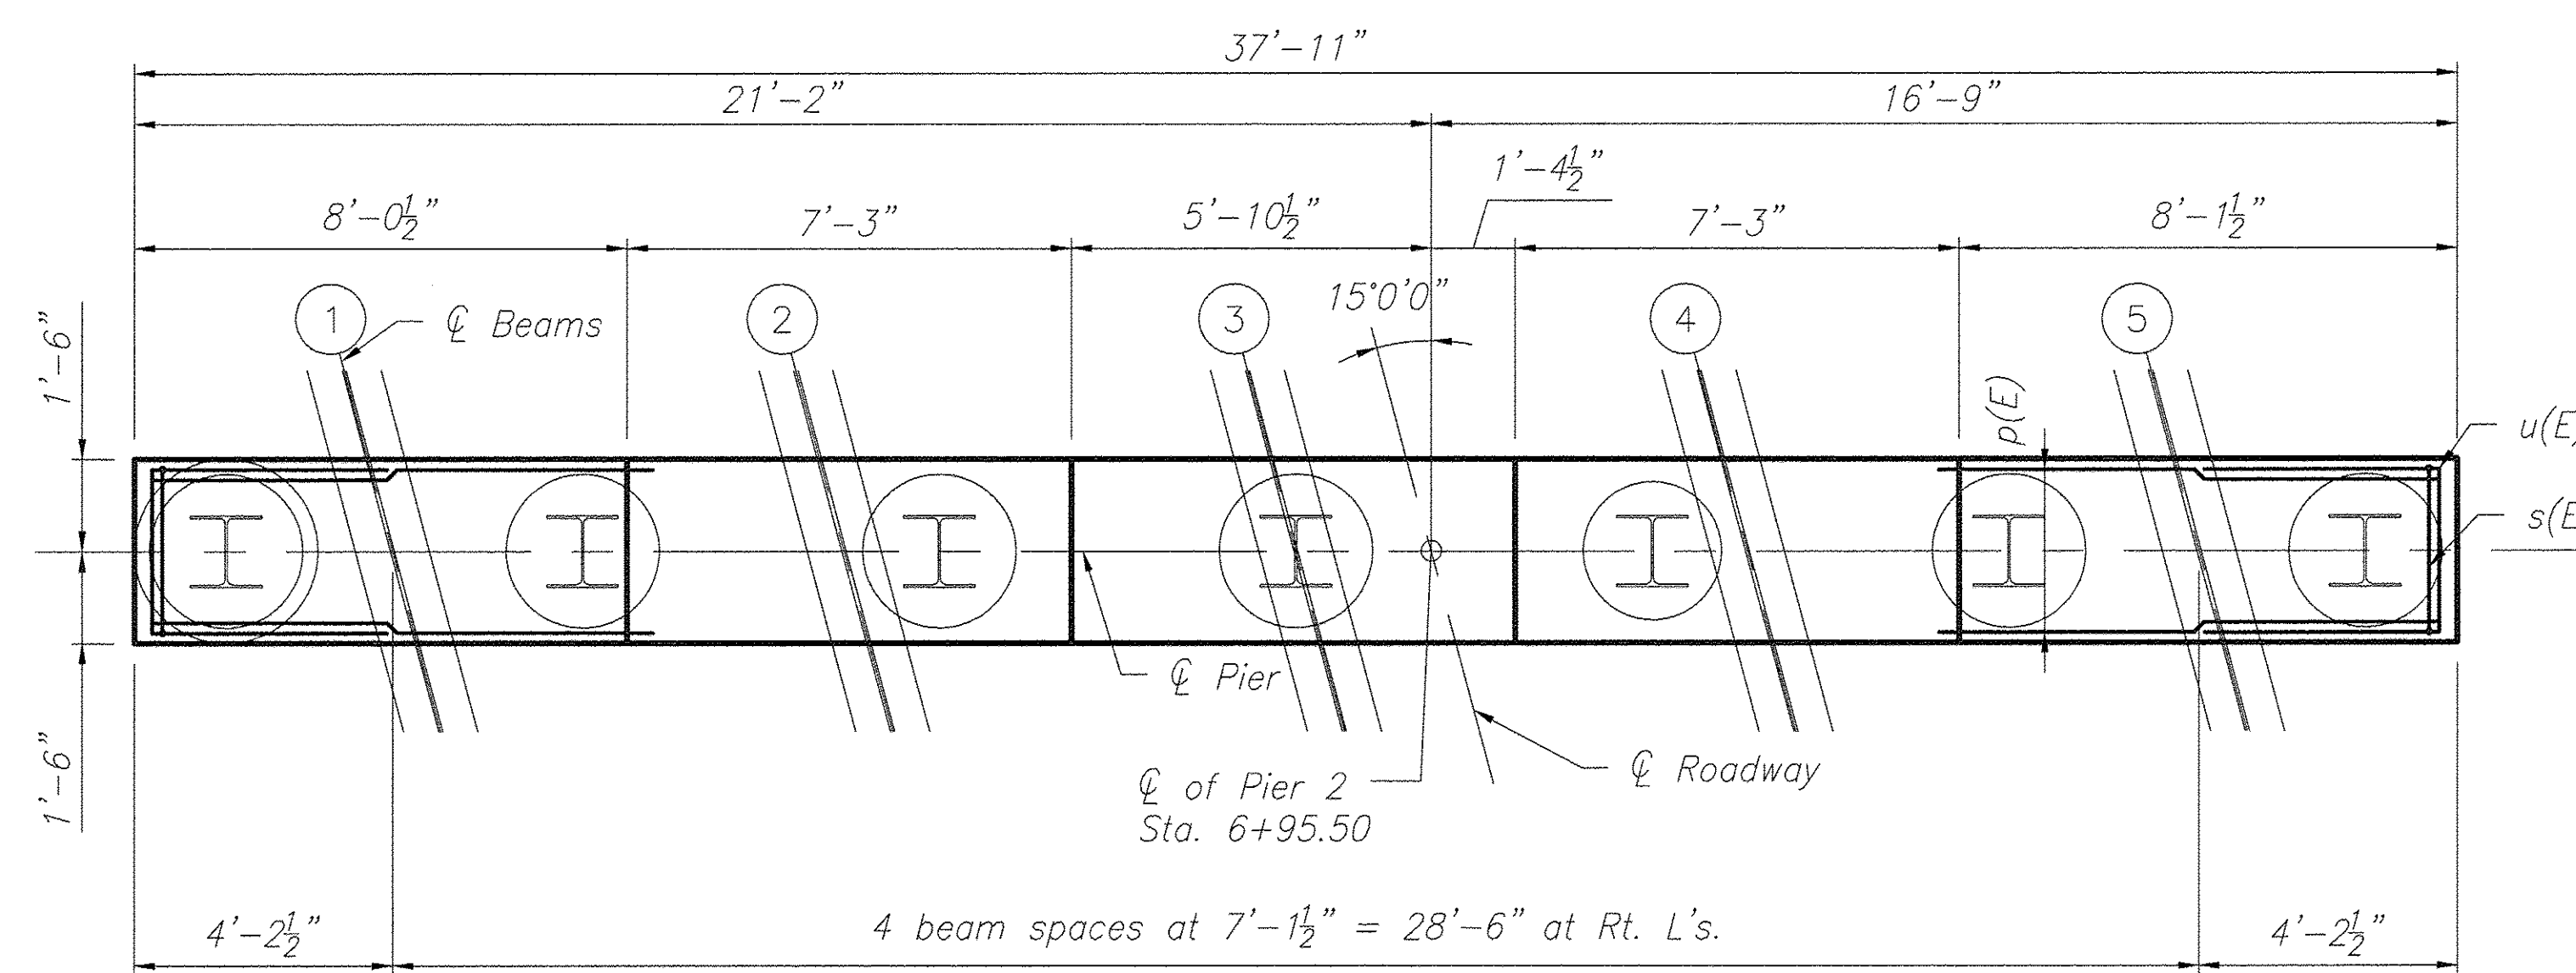 37'-11"
21'-2" 16'-9"
1'-4½"
8'-0½" 7'-3" 5'-10½" 7'-3" 8'-1½"
15°0'0"
1 2 3 4 5
℄ Beams
1'-6"
p(E)
u(E)
s(E
℄ Pier
1'-6"
℄ Roadway
℄ of Pier 2
Sta. 6+95.50
4'-2½" 4 beam spaces at 7'-1½" = 28'-6" at Rt. L's. 4'-2½"